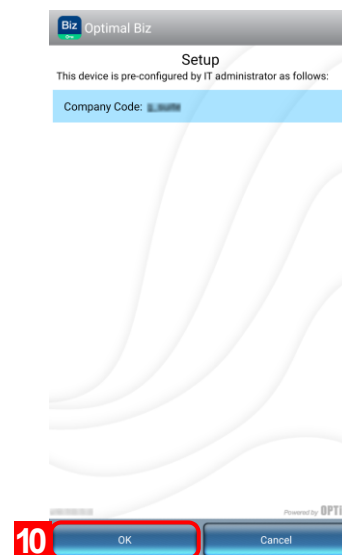 Biz
Optimal Biz
Setup
This device is pre-configured by IT administrator as follows:
Company Code:
Powered by OPTi
10
OK
Cancel